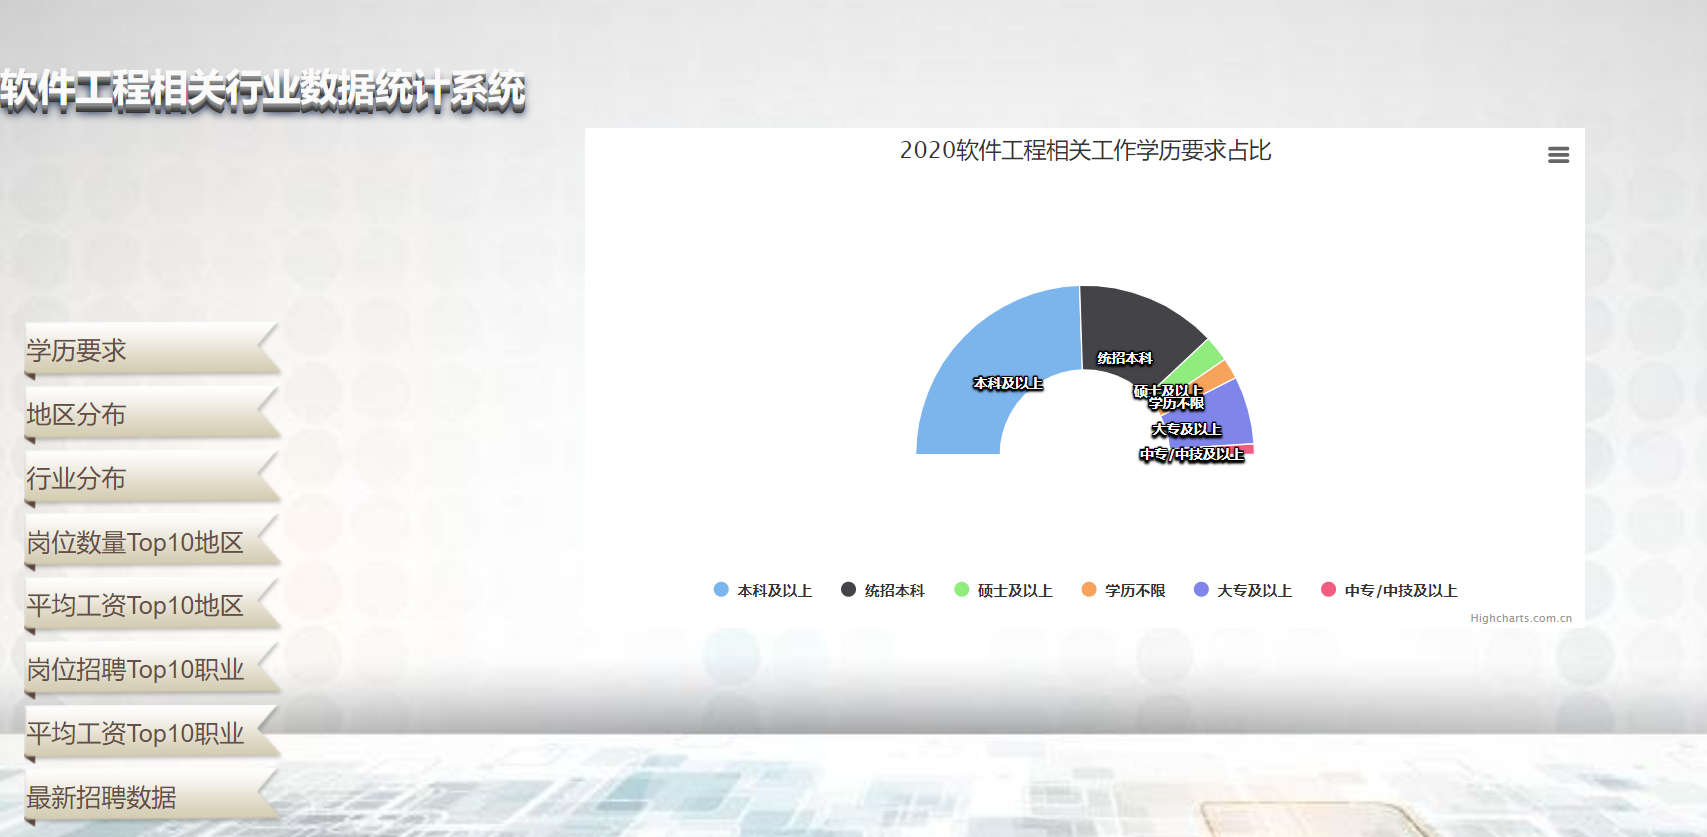 软件工程相关行业数据统计系统
2020软件工程相关工作学历要求占比
学历要求
地区分布
行业分布
岗位数量Top10地区
平均工资Top10地区
岗位招聘Top10职业
平均工资Top10职业
最新招聘数据
统招本科
本科及以上
硕士及以上
学历不限
大专及以上
中专/中技及以上
本科及以上 统招本科 硕士及以上 学历不限 大专及以上 中专/中技及以上
Highcharts.com.cn